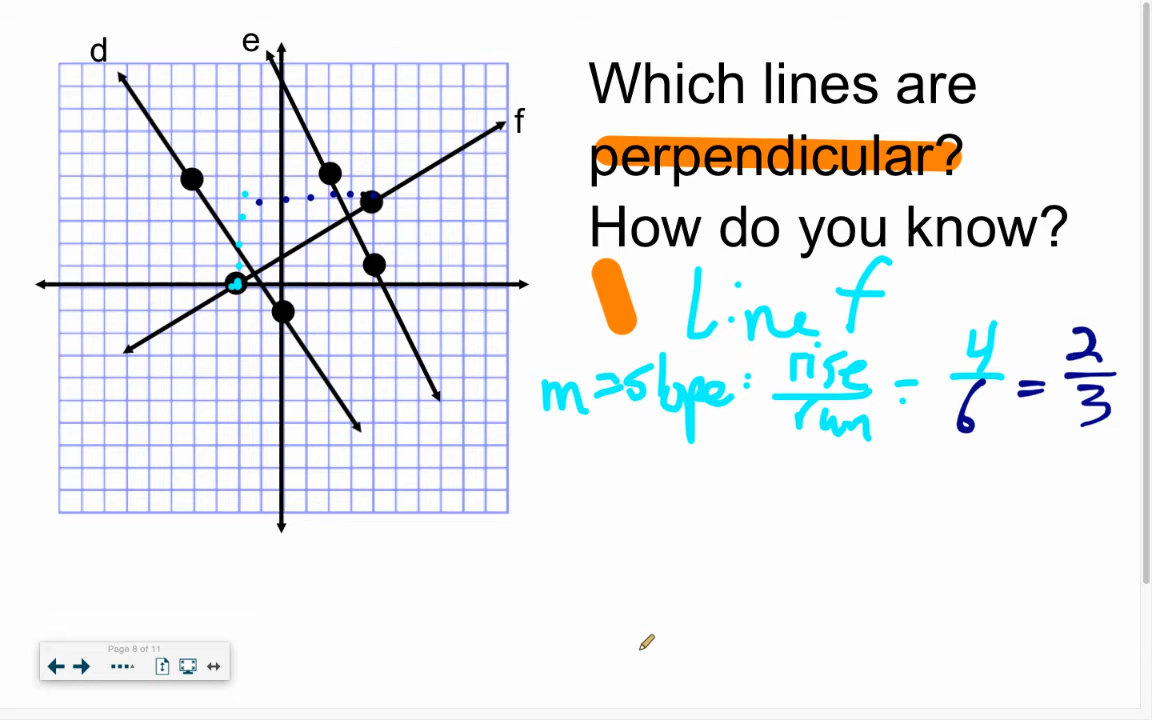 d
e
f
Which lines are
perpendicular?
How do you know?
Line f
m = slope : rise/run = 4/6 = 2/3
Page 8 of 11